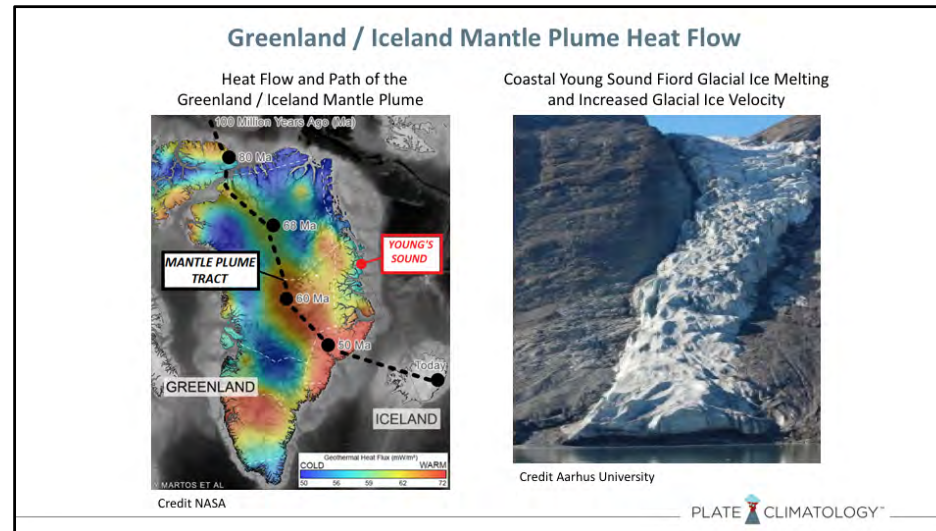 Greenland / Iceland Mantle Plume Heat Flow
Heat Flow and Path of the
Greenland / Iceland Mantle Plume
100 Million Years Ago (Ma)
80 Ma
68 Ma
MANTLE PLUME
TRACT
YOUNG'S
SOUND
60 Ma
50 Ma
Today
GREENLAND
ICELAND
Geothermal Heat Flux (mW/m²)
COLD
WARM
50 56 59 62 66 72
Y MARTOS ET AL
Credit NASA
Coastal Young Sound Fiord Glacial Ice Melting
and Increased Glacial Ice Velocity
Credit Aarhus University
PLATE CLIMATOLOGY™